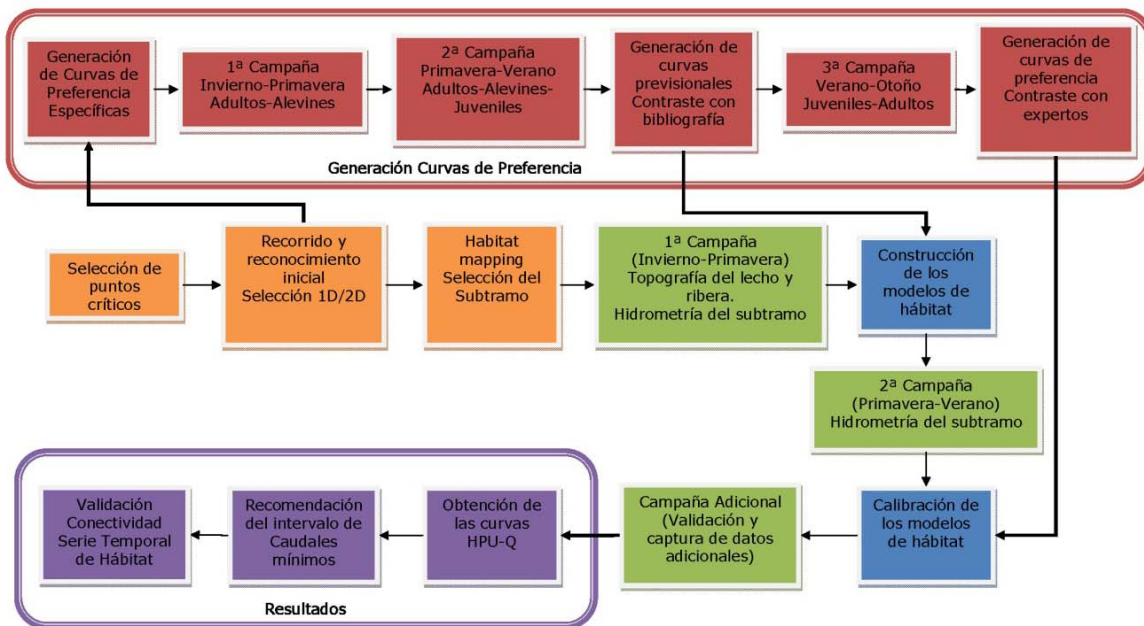 Generación
de Curvas de
Preferencia
Específicas
1ª Campaña
Invierno-Primavera
Adultos-Alevines
2ª Campaña
Primavera-Verano
Adultos-Alevines-
Juveniles
Generación de
curvas
previsionales
Contraste con
bibliografía
3ª Campaña
Verano-Otoño
Juveniles-Adultos
Generación de
curvas de
preferencia
Contraste con
expertos
Generación Curvas de Preferencia
Selección de
puntos
críticos
Recorrido y
reconocimiento
inicial
Selección 1D/2D
Habitat
mapping
Selección del
Subtramo
1ª Campaña
(Invierno-Primavera)
Topografía del lecho y
ribera.
Hidrometría del subtramo
Construcción
de los
modelos de
hábitat
2ª Campaña
(Primavera-Verano)
Hidrometría del subtramo
Validación
Conectividad
Serie Temporal
de Hábitat
Recomendación
del intervalo de
Caudales
mínimos
Obtención de
las curvas
HPU-Q
Campaña Adicional
(Validación y
captura de datos
adicionales)
Calibración de
los modelos
de hábitat
Resultados